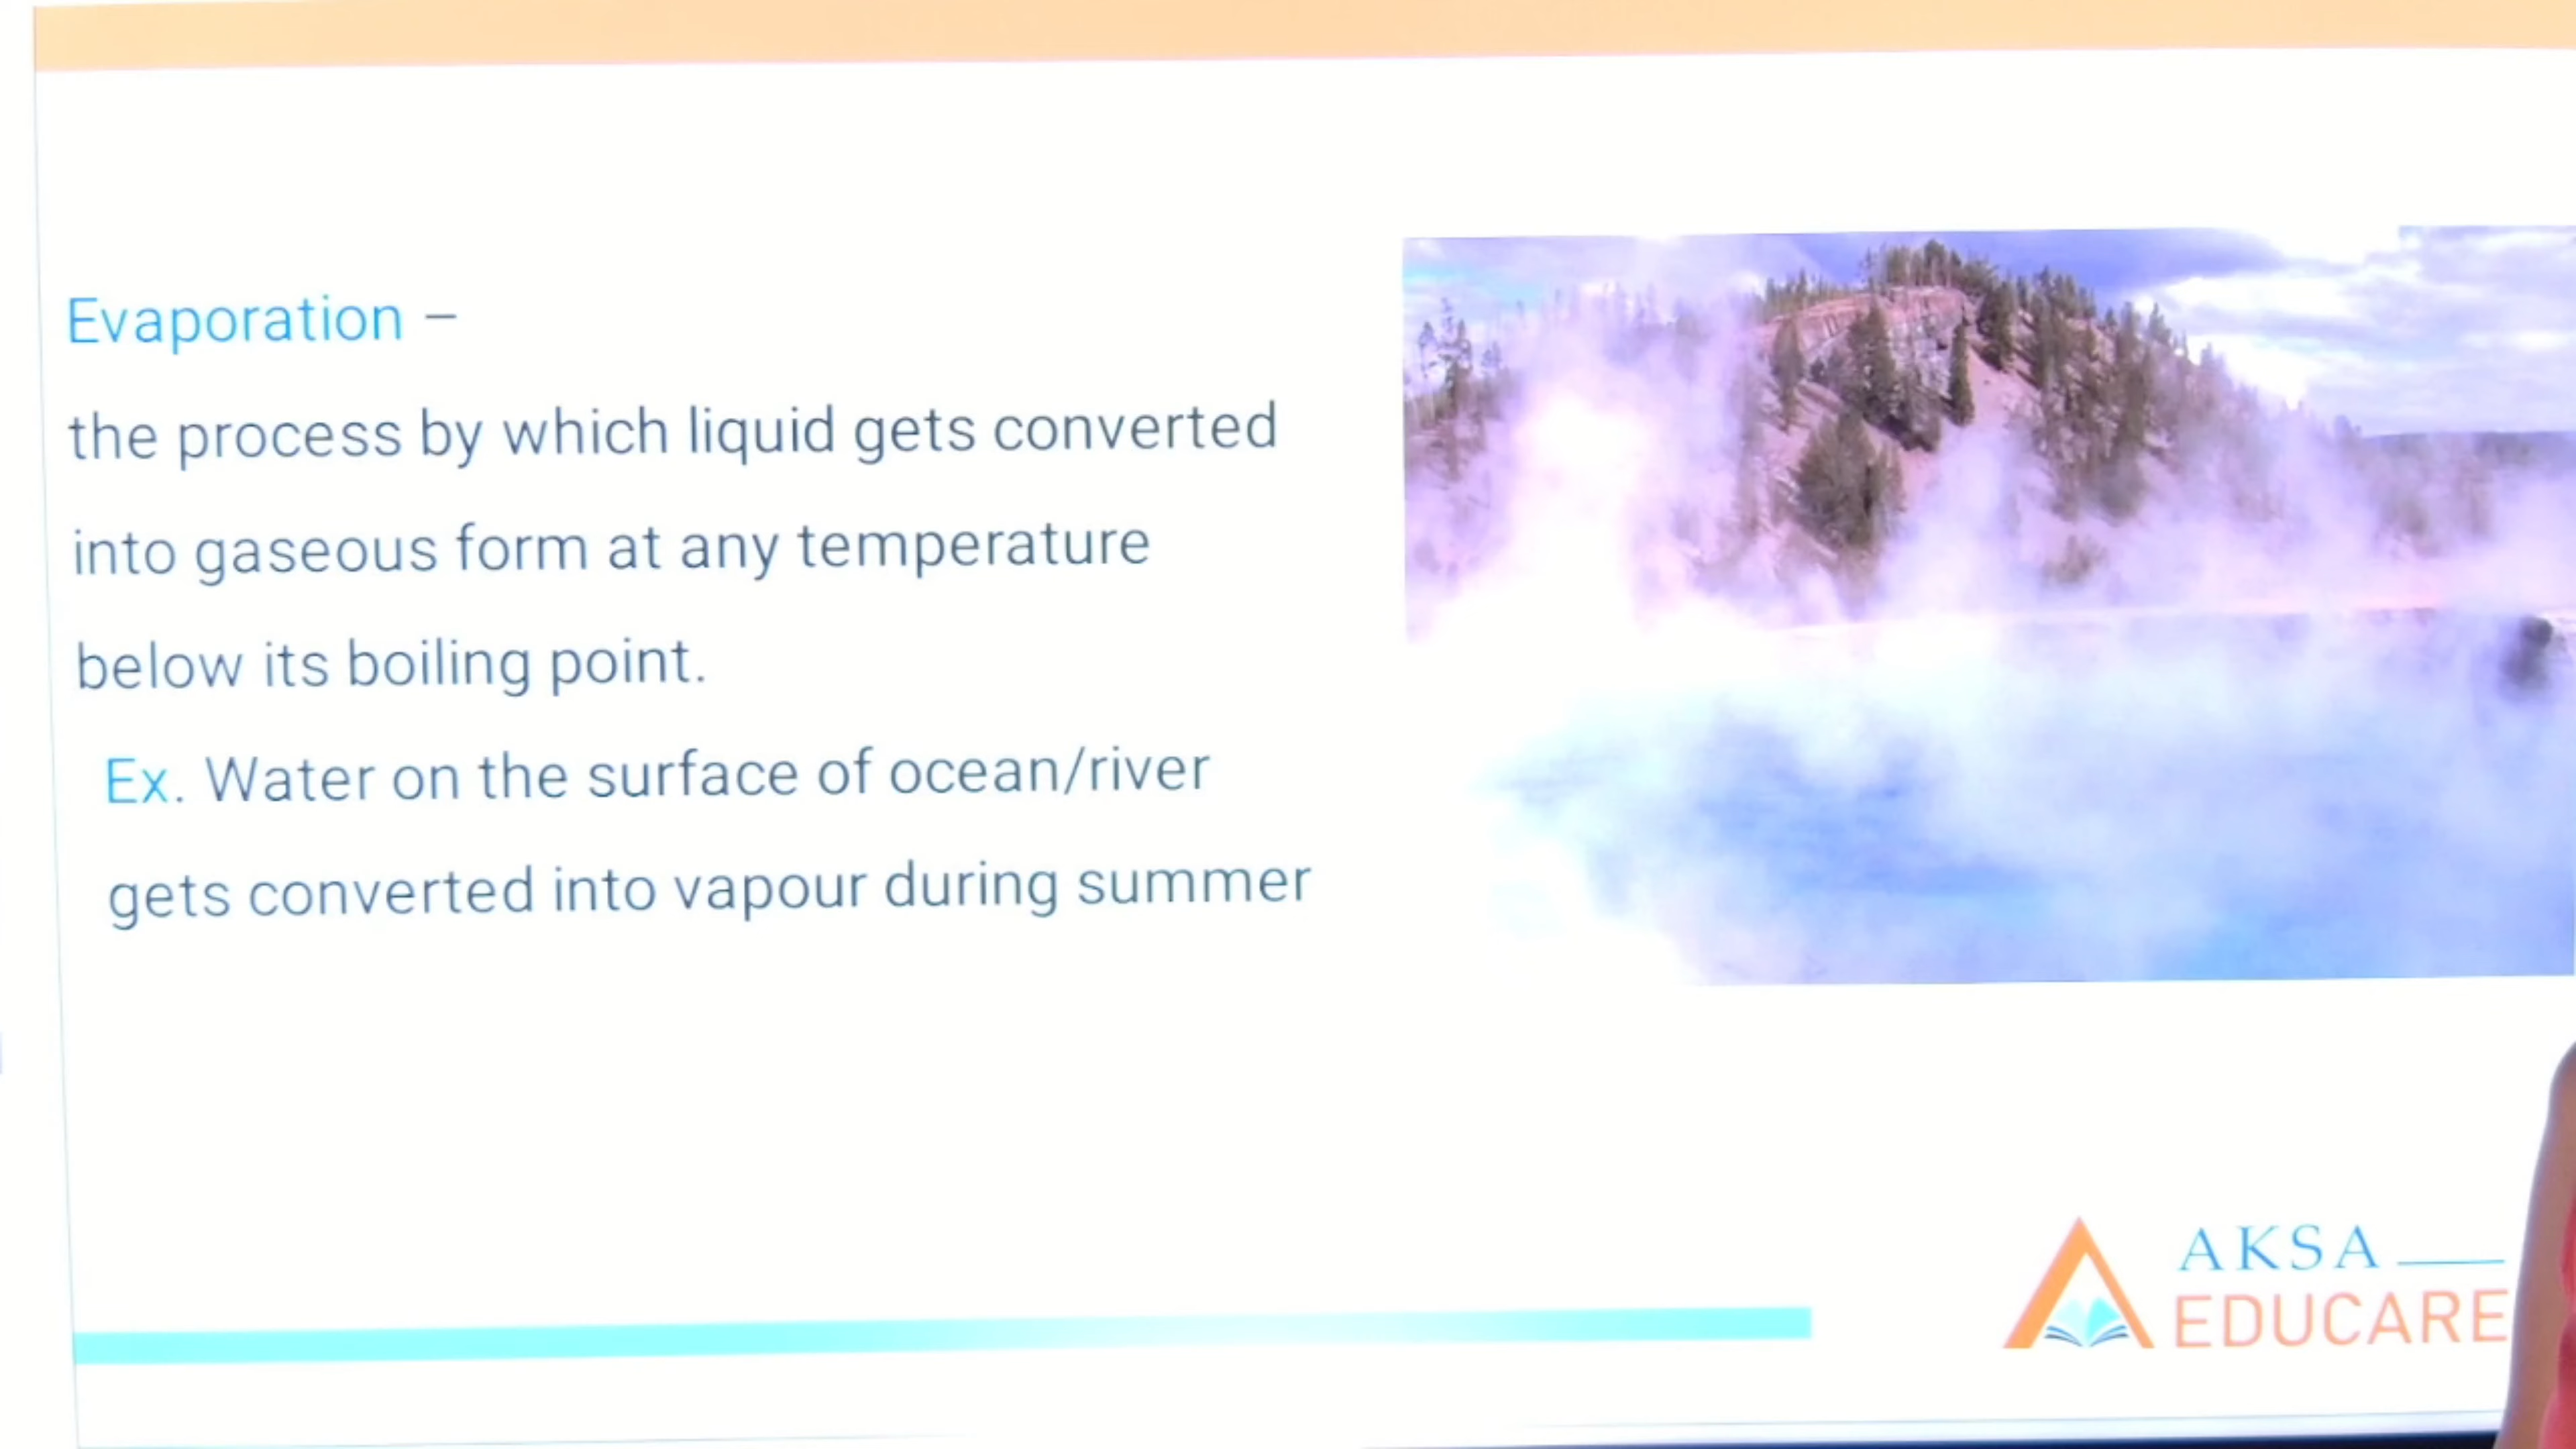 Evaporation –
the process by which liquid gets converted
into gaseous form at any temperature
below its boiling point.
Ex. Water on the surface of ocean/river
gets converted into vapour during summer
AKSA
EDUCARE